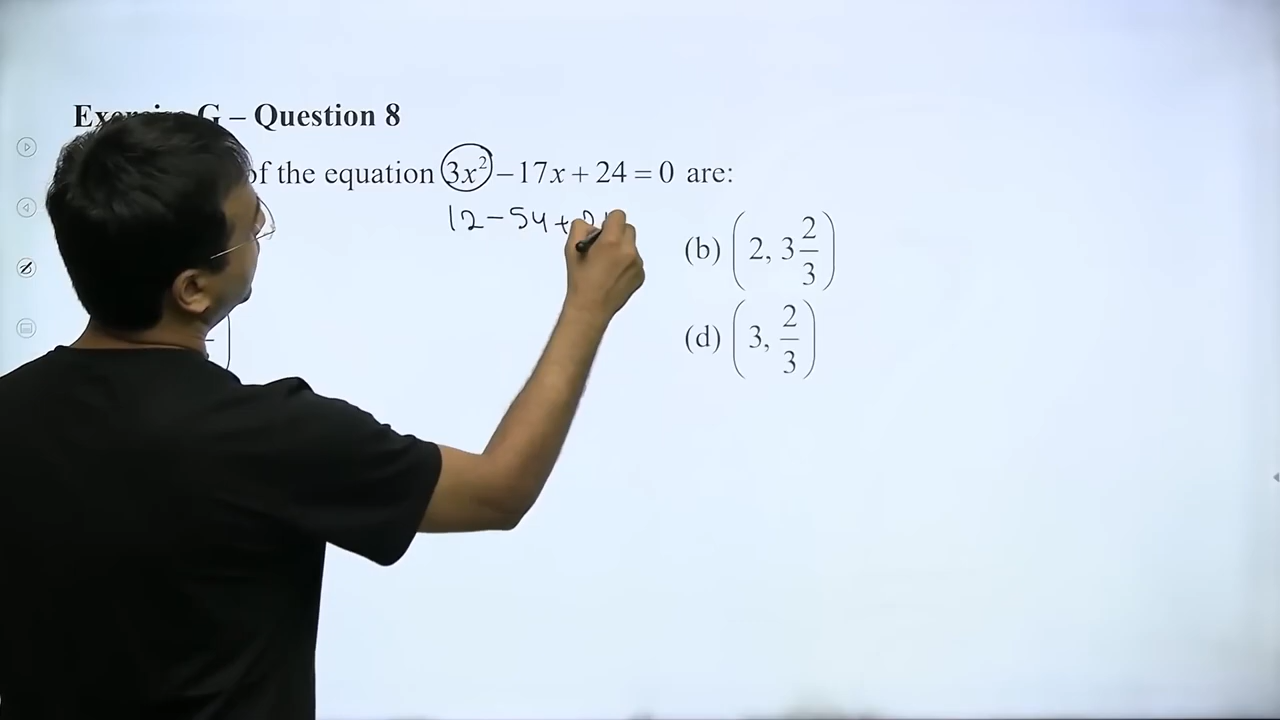 Exercise G – Question 8
of the equation 3x² – 17x + 24 = 0 are:
12 – 54 +
(b) (2, 3 2/3)
(d) (3, 2/3)